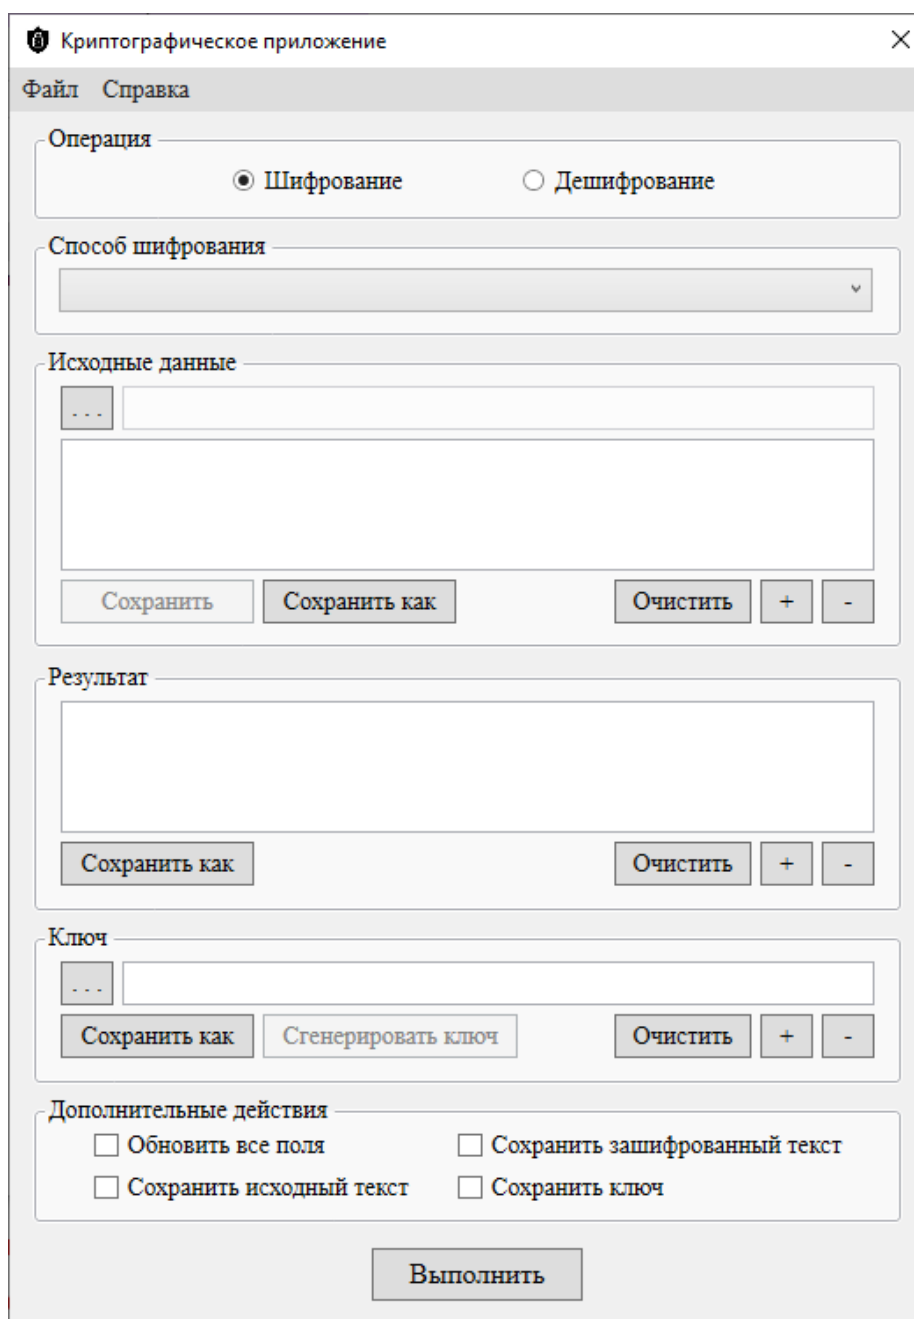 Криптографическое приложение
Файл Справка
Операция
Шифрование Дешифрование
Способ шифрования
Исходные данные
. . .
Сохранить Сохранить как Очистить + -
Результат
Сохранить как Очистить + -
Ключ
. . .
Сохранить как Сгенерировать ключ Очистить + -
Дополнительные действия
Обновить все поля Сохранить зашифрованный текст
Сохранить исходный текст Сохранить ключ
Выполнить